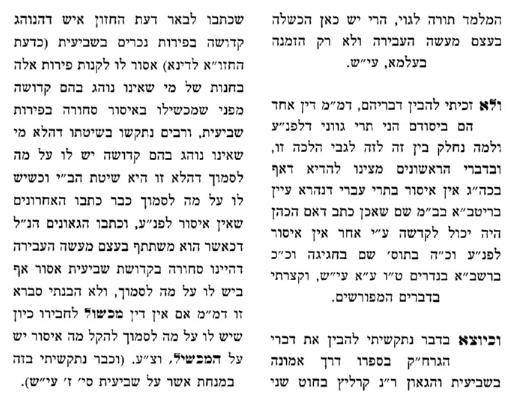 המלמד תורה לגוי, הרי יש כאן הכשלה
בעצם מעשה העבירה ולא רק הזמנה
בעלמא, עי״ש.
ולא זכיתי להבין דבריהם, דמ״מ דין אחד
הם ביסודם הני תרי גווני דלפנ״ע
ולמה נחלק בין זה לזה לגבי הלכה זו,
ובדברי הראשונים מצינו להדיא דאף
בכה״ג אין איסור בתרי עברי דנהרא עיין
בריטב״א בב״מ שם שאכן כתב דאם הכהן
היה יכול לקדשה ע״י אחר אין איסור
לפנ״ע וכ״ה בתוס׳ שם בחגיגה וכ״כ
ברשב״א בנדרים ט״ו ע״א עי״ש, וקצרתי
בדברים המפורשים.
וכיוצא בדבר נתקשיתי להבין את דברי
הגרח״ק בספרו דרך אמונה
בשביעית והגאון ר״נ קרליץ בחוט שני
שכתבו לבאר דעת החזון איש דהנוהג
קדושה בפירות נכרים בשביעית (כדעת
החזו״א לדינא) אסור לו לקנות פירות אלה
בחנות של מי שאינו נוהג בהם קדושה
מפני שמכשילו באיסור סחורה בפירות
שביעית, ורבים נתקשו בשיטתו דהלא מי
שאינו נוהג בהם קדושה יש לו על מה
לסמוך דהלא זו היא שיטת הב״י וכשיש
לו על מה לסמוך כבר כתבו האחרונים
שאין איסור לפנ״ע, וכתבו הגאונים הנ״ל
דכאשר הוא משתתף בעצם מעשה העבירה
דהיינו סחורה בקדושת שביעית אסור אף
ביש לו על מה לסמוך, ולא הבנתי סברא
זו דמ״מ אם אין דין מכשול לחבירו כיון
שיש לו על מה לסמוך להקל מה איסור יש
על המכשיל, וצ״ע. (וכבר נתקשיתי בזה
במנחת אשר על שביעית סי׳ ז׳ עי״ש).